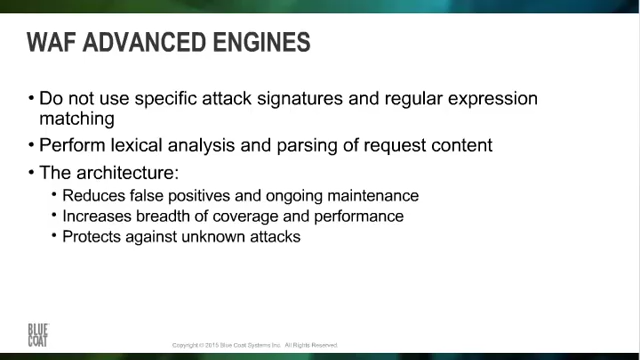 WAF ADVANCED ENGINES
• Do not use specific attack signatures and regular expression
matching
• Perform lexical analysis and parsing of request content
• The architecture:
• Reduces false positives and ongoing maintenance
• Increases breadth of coverage and performance
• Protects against unknown attacks
BLUE
COAT
Copyright © 2015 Blue Coat Systems Inc. All Rights Reserved.